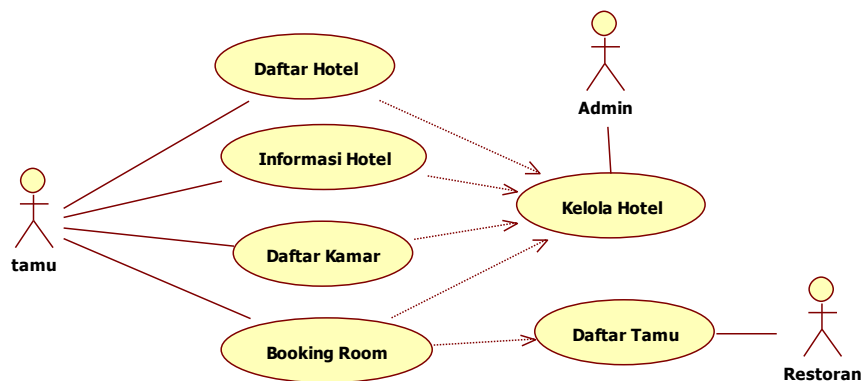 Daftar Hotel
Admin
Informasi Hotel
Kelola Hotel
tamu
Daftar Kamar
Booking Room
Daftar Tamu
Restoran